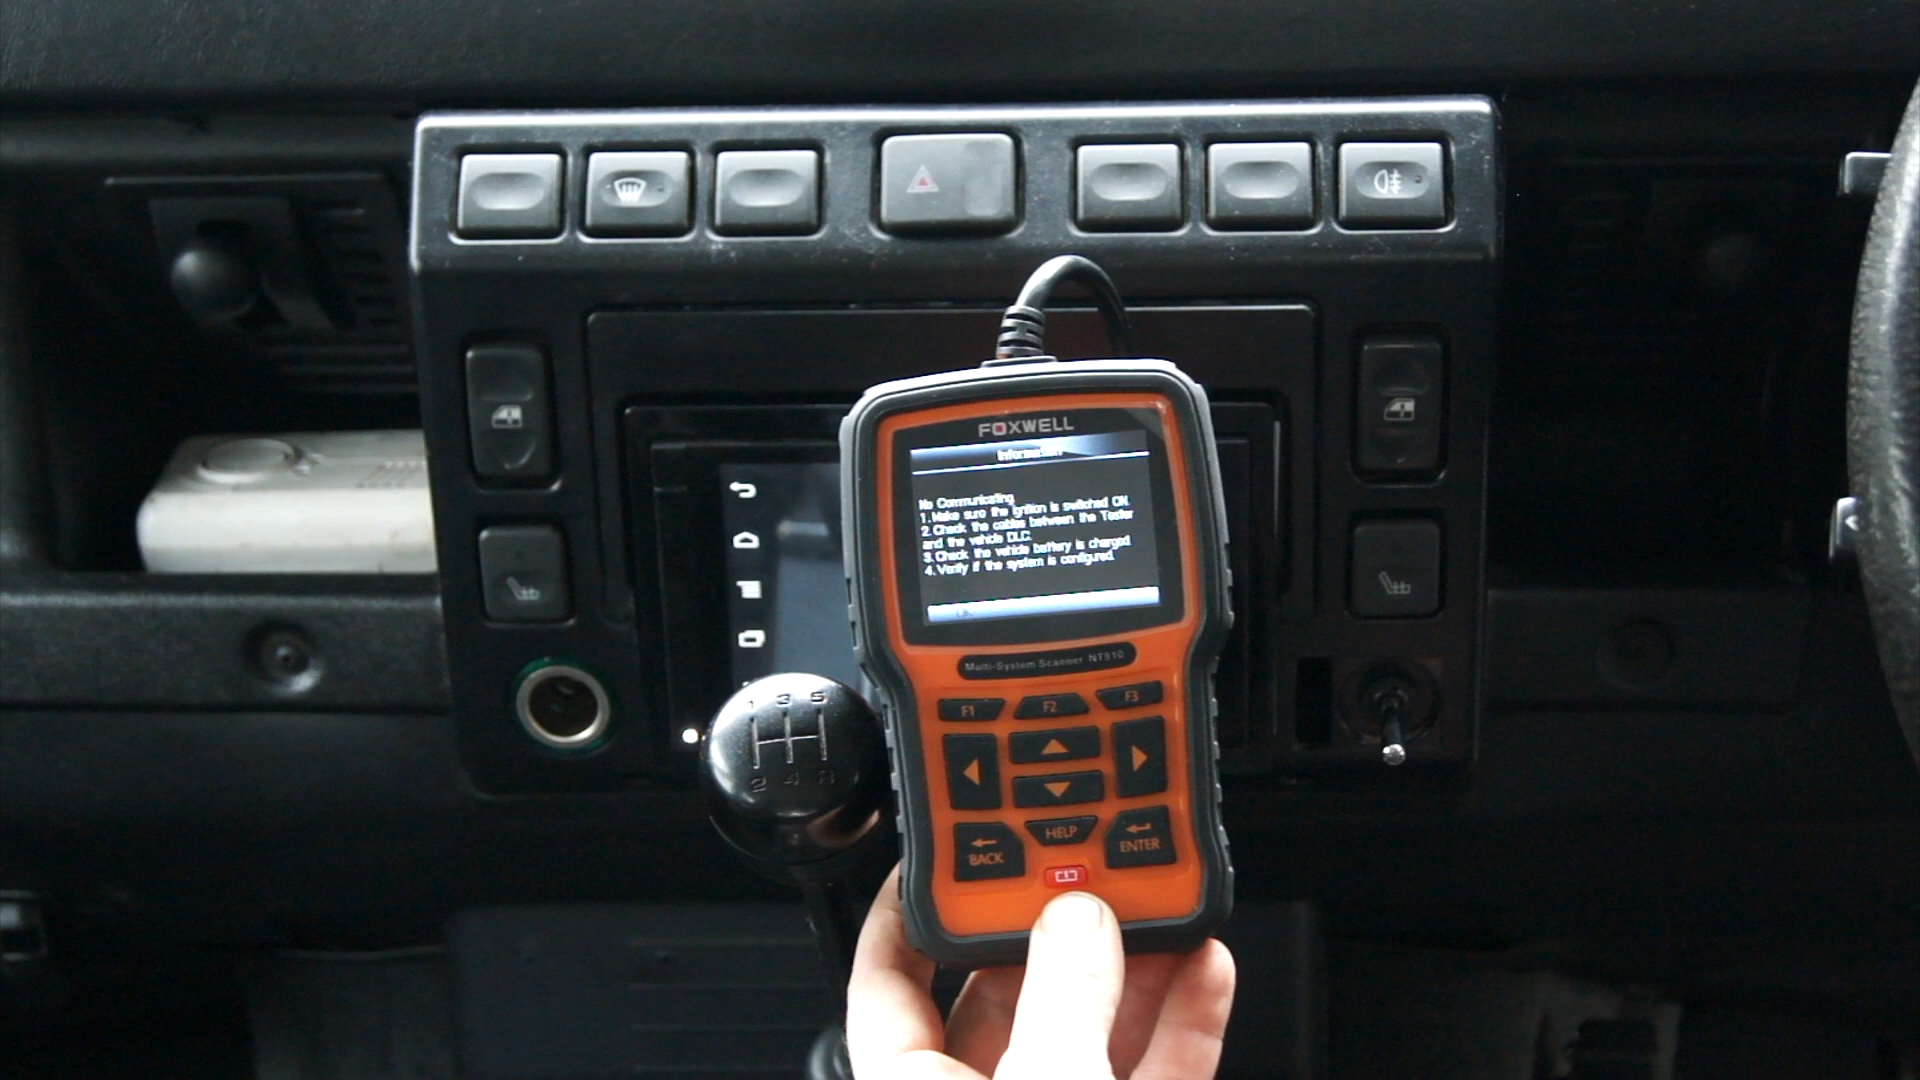 FOXWELL
Information
No Communicating
1. Make sure the ignition is switched ON.
2. Check the cables between the Tester
and the vehicle DLC.
3. Check the vehicle battery is charged
4. Verify if the system is configured.
Multi-System Scanner NT510
F1 F2 F3
HELP
BACK ENTER
1 3 5
2 4 R